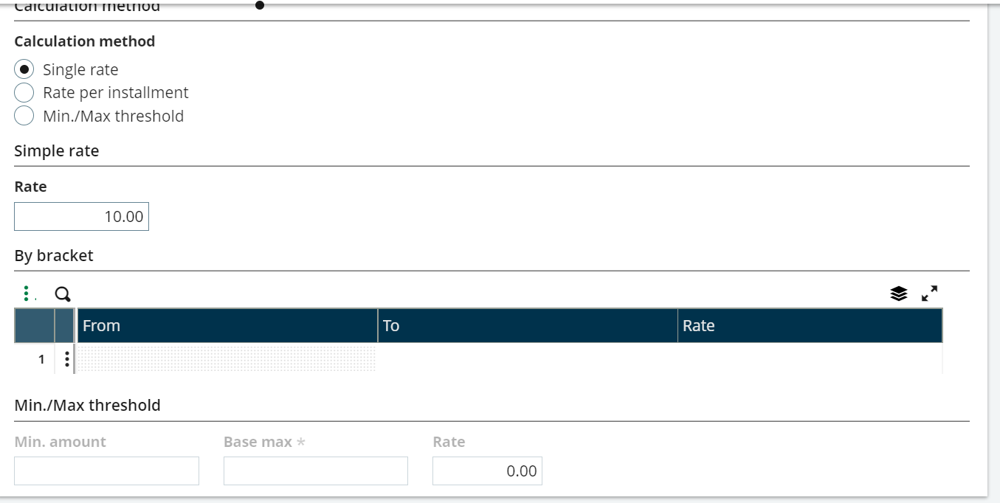 Calculation method
Calculation method
Single rate
Rate per installment
Min./Max threshold
Simple rate
Rate
10.00
By bracket
From To Rate
1
Min./Max threshold
Min. amount Base max * Rate
0.00